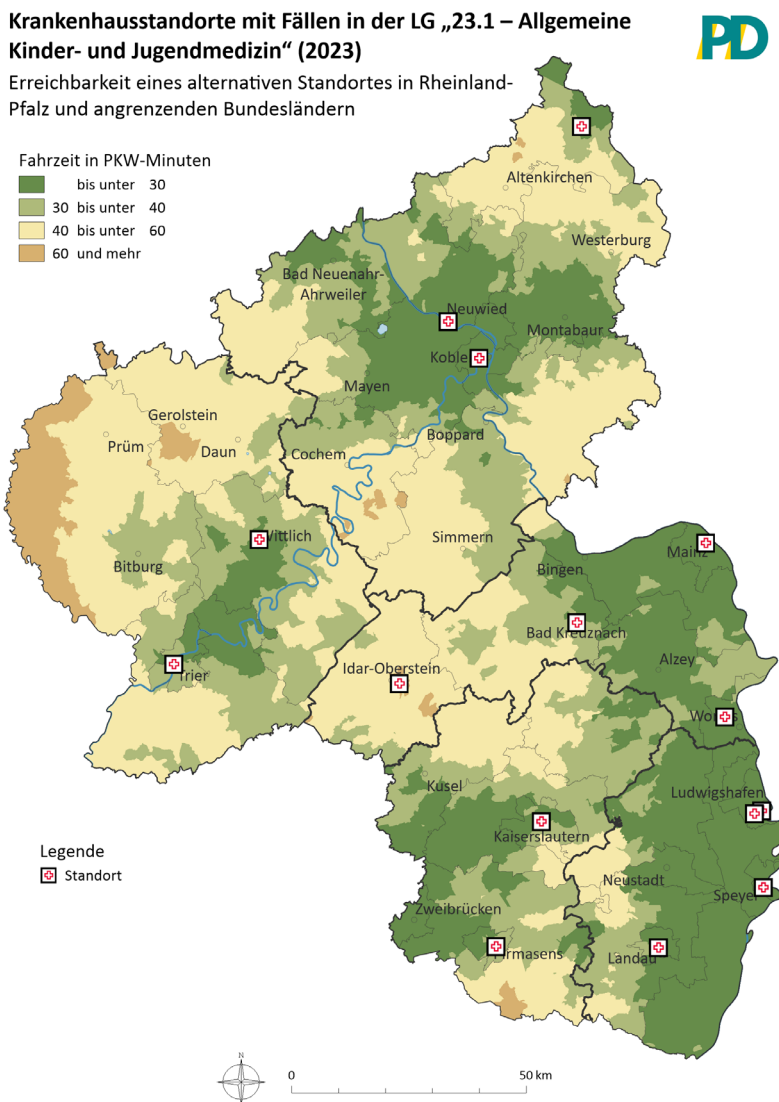 Krankenhausstandorte mit Fällen in der LG „23.1 – Allgemeine
Kinder- und Jugendmedizin“ (2023)
PD
Erreichbarkeit eines alternativen Standortes in Rheinland-
Pfalz und angrenzenden Bundesländern
Fahrzeit in PKW-Minuten
bis unter 30
30 bis unter 40
40 bis unter 60
60 und mehr
Altenkirchen
Westerburg
Bad Neuenahr-
Ahrweiler
Neuwied
Montabaur
Koble
Mayen
Gerolstein
Boppard
Prüm
Daun
Cochem
Wittlich
Simmern
Mainz
Bitburg
Bingen
Bad Kreuznach
Alzey
Idar-Oberstein
Trier
Worms
Kusel
Ludwigshafen
Kaiserslautern
Legende
Standort
Neustadt
Speyer
Zweibrücken
irmasens
Landau
N
0 50 km